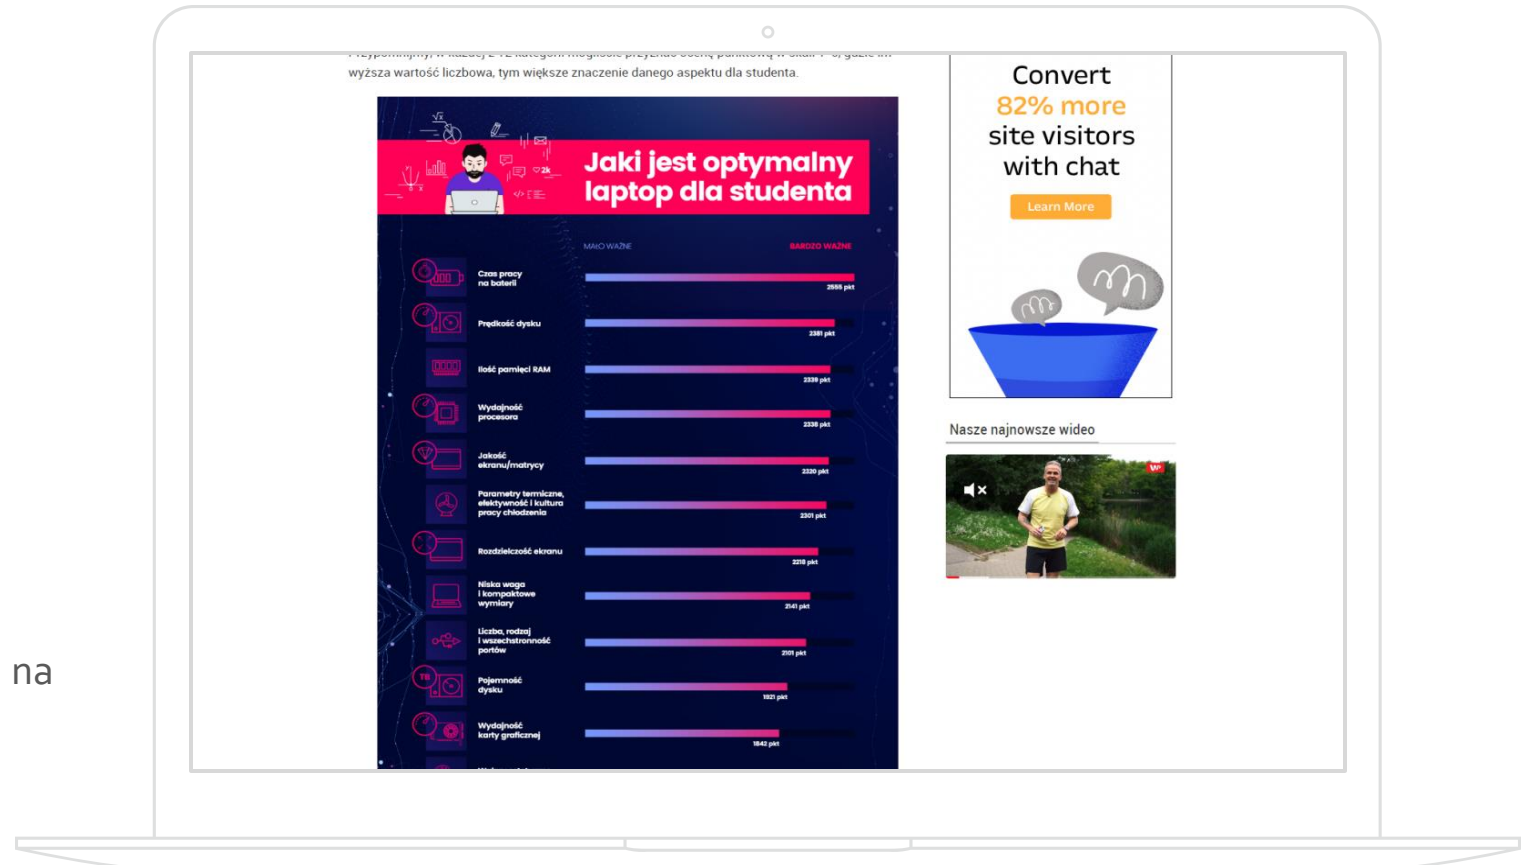 wyższa wartość liczbowa, tym większe znaczenie danego aspektu dla studenta.
Jaki jest optymalny
laptop dla studenta
2k
MAŁO WAŻNE
BARDZO WAŻNE
Czas pracy
na baterii
2555 pkt
Prędkość dysku
2381 pkt
Ilość pamięci RAM
2339 pkt
Wydajność
procesora
2338 pkt
Jakość
ekranu/matrycy
2320 pkt
Parametry termiczne,
efektywność i kultura
pracy chłodzenia
2301 pkt
Rozdzielczość ekranu
2218 pkt
Niska waga
i kompaktowe
wymiary
2141 pkt
Liczba, rodzaj
i wszechstronność
portów
2101 pkt
TB
Pojemność
dysku
1921 pkt
Wydajność
karty graficznej
1842 pkt
Convert
82% more
site visitors
with chat
Learn More
Nasze najnowsze wideo
WP
na